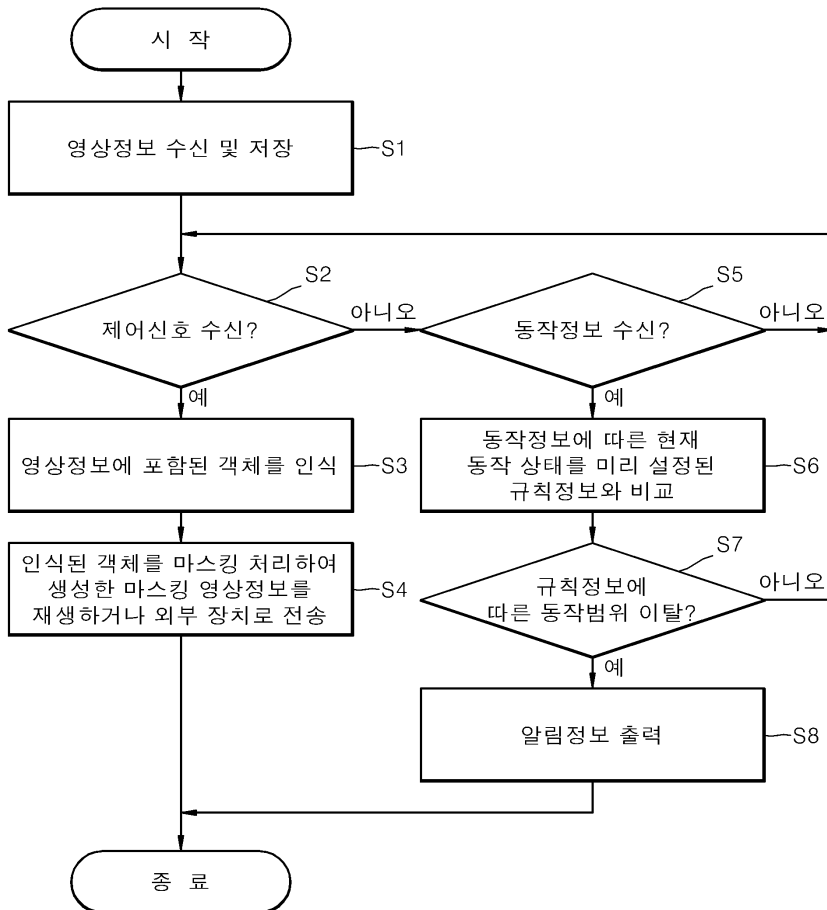 시 작
영상정보 수신 및 저장
S1
S2
제어신호 수신?
아니오
예
S5
동작정보 수신?
아니오
예
영상정보에 포함된 객체를 인식
S3
동작정보에 따른 현재
동작 상태를 미리 설정된
규칙정보와 비교
S6
인식된 객체를 마스킹 처리하여
생성한 마스킹 영상정보를
재생하거나 외부 장치로 전송
S4
S7
규칙정보에
따른 동작범위 이탈?
아니오
예
알림정보 출력
S8
종 료